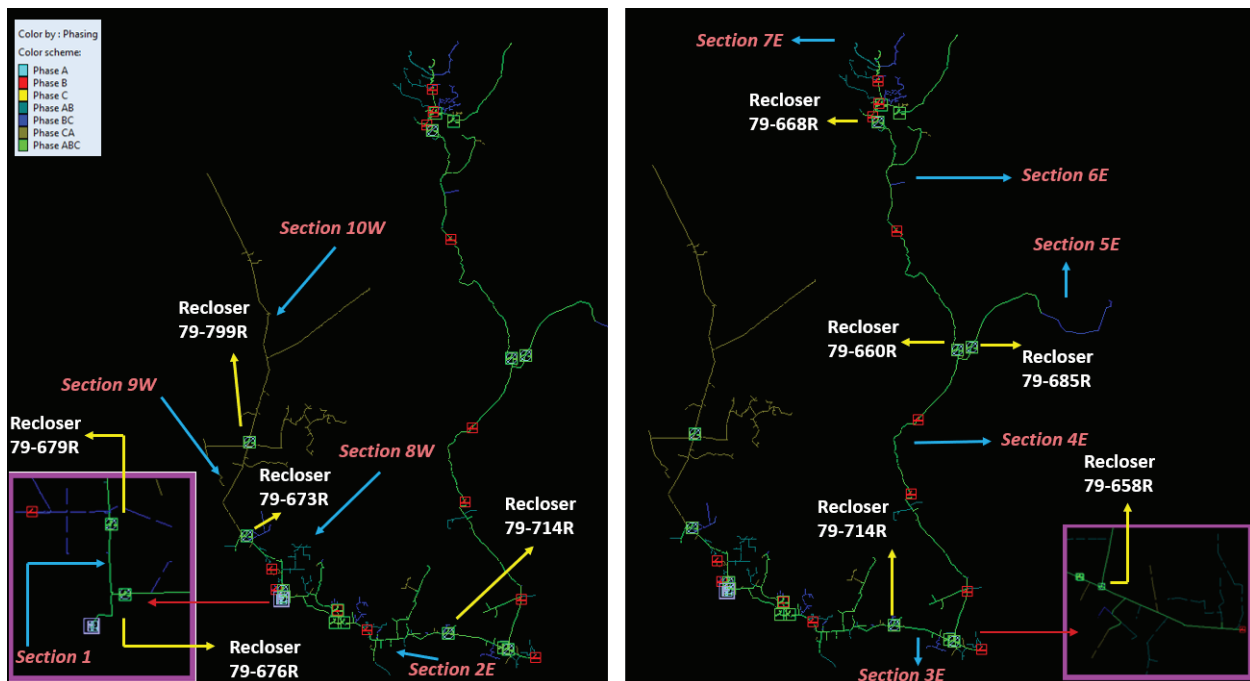 Color by : Phasing
Color scheme:
Phase A
Phase B
Phase C
Phase AB
Phase BC
Phase CA
Phase ABC
Section 10W
Recloser
79-799R
Section 9W
Recloser
79-679R
Section 8W
Recloser
79-673R
Recloser
79-714R
Section 1
Recloser
79-676R
Section 2E
Section 7E
Recloser
79-668R
Section 6E
Section 5E
Recloser
79-660R
Recloser
79-685R
Section 4E
Recloser
79-658R
Recloser
79-714R
Section 3E